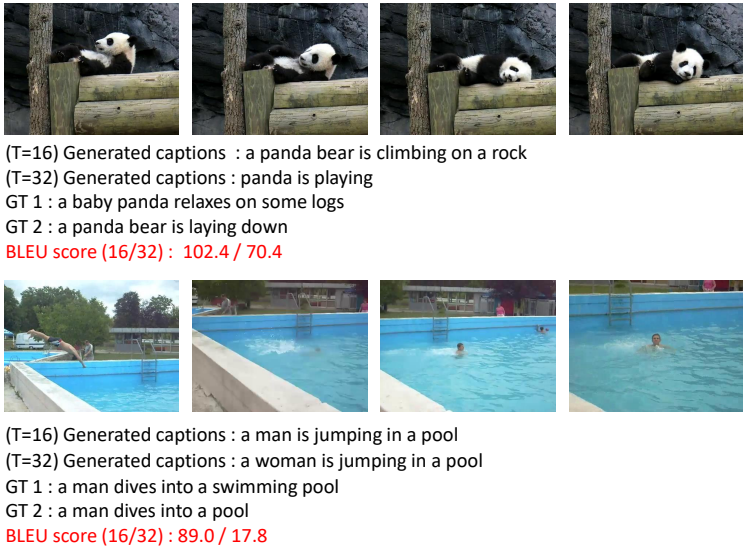 (T=16) Generated captions : a panda bear is climbing on a rock
(T=32) Generated captions : panda is playing
GT 1 : a baby panda relaxes on some logs
GT 2 : a panda bear is laying down
BLEU score (16/32) : 102.4 / 70.4
(T=16) Generated captions : a man is jumping in a pool
(T=32) Generated captions : a woman is jumping in a pool
GT 1 : a man dives into a swimming pool
GT 2 : a man dives into a pool
BLEU score (16/32) : 89.0 / 17.8